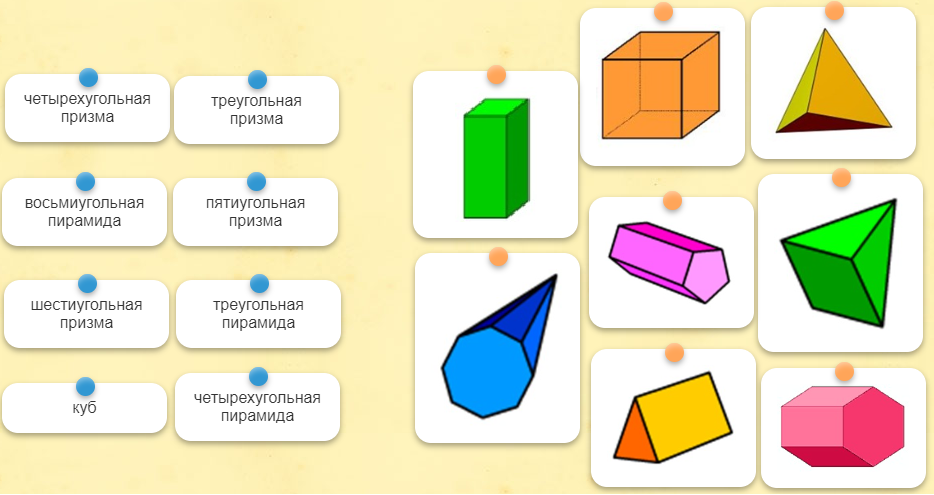 четырехугольная
призма
треугольная
призма
восьмиугольная
пирамида
пятиугольная
призма
шестиугольная
призма
треугольная
пирамида
куб
четырехугольная
пирамида